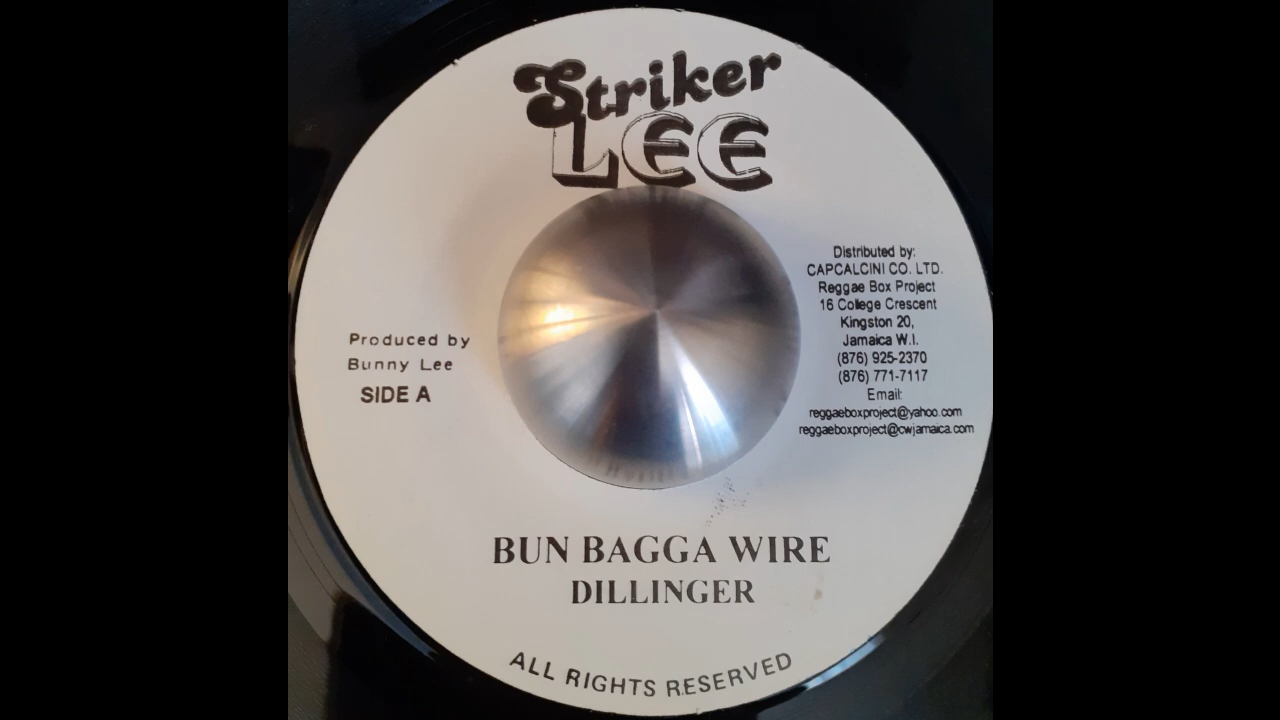 Striker
LEE
Distributed by:
CAPCALCINI CO. LTD.
Reggae Box Project
16 College Crescent
Kingston 20,
Jamaica W.I.
(876) 925-2370
(876) 771-7117
Email:
reggaeboxproject@yahoo.com
reggaeboxproject@cwjamaica.com
Produced by
Bunny Lee
SIDE A
BUN BAGGA WIRE
DILLINGER
ALL RIGHTS RESERVED